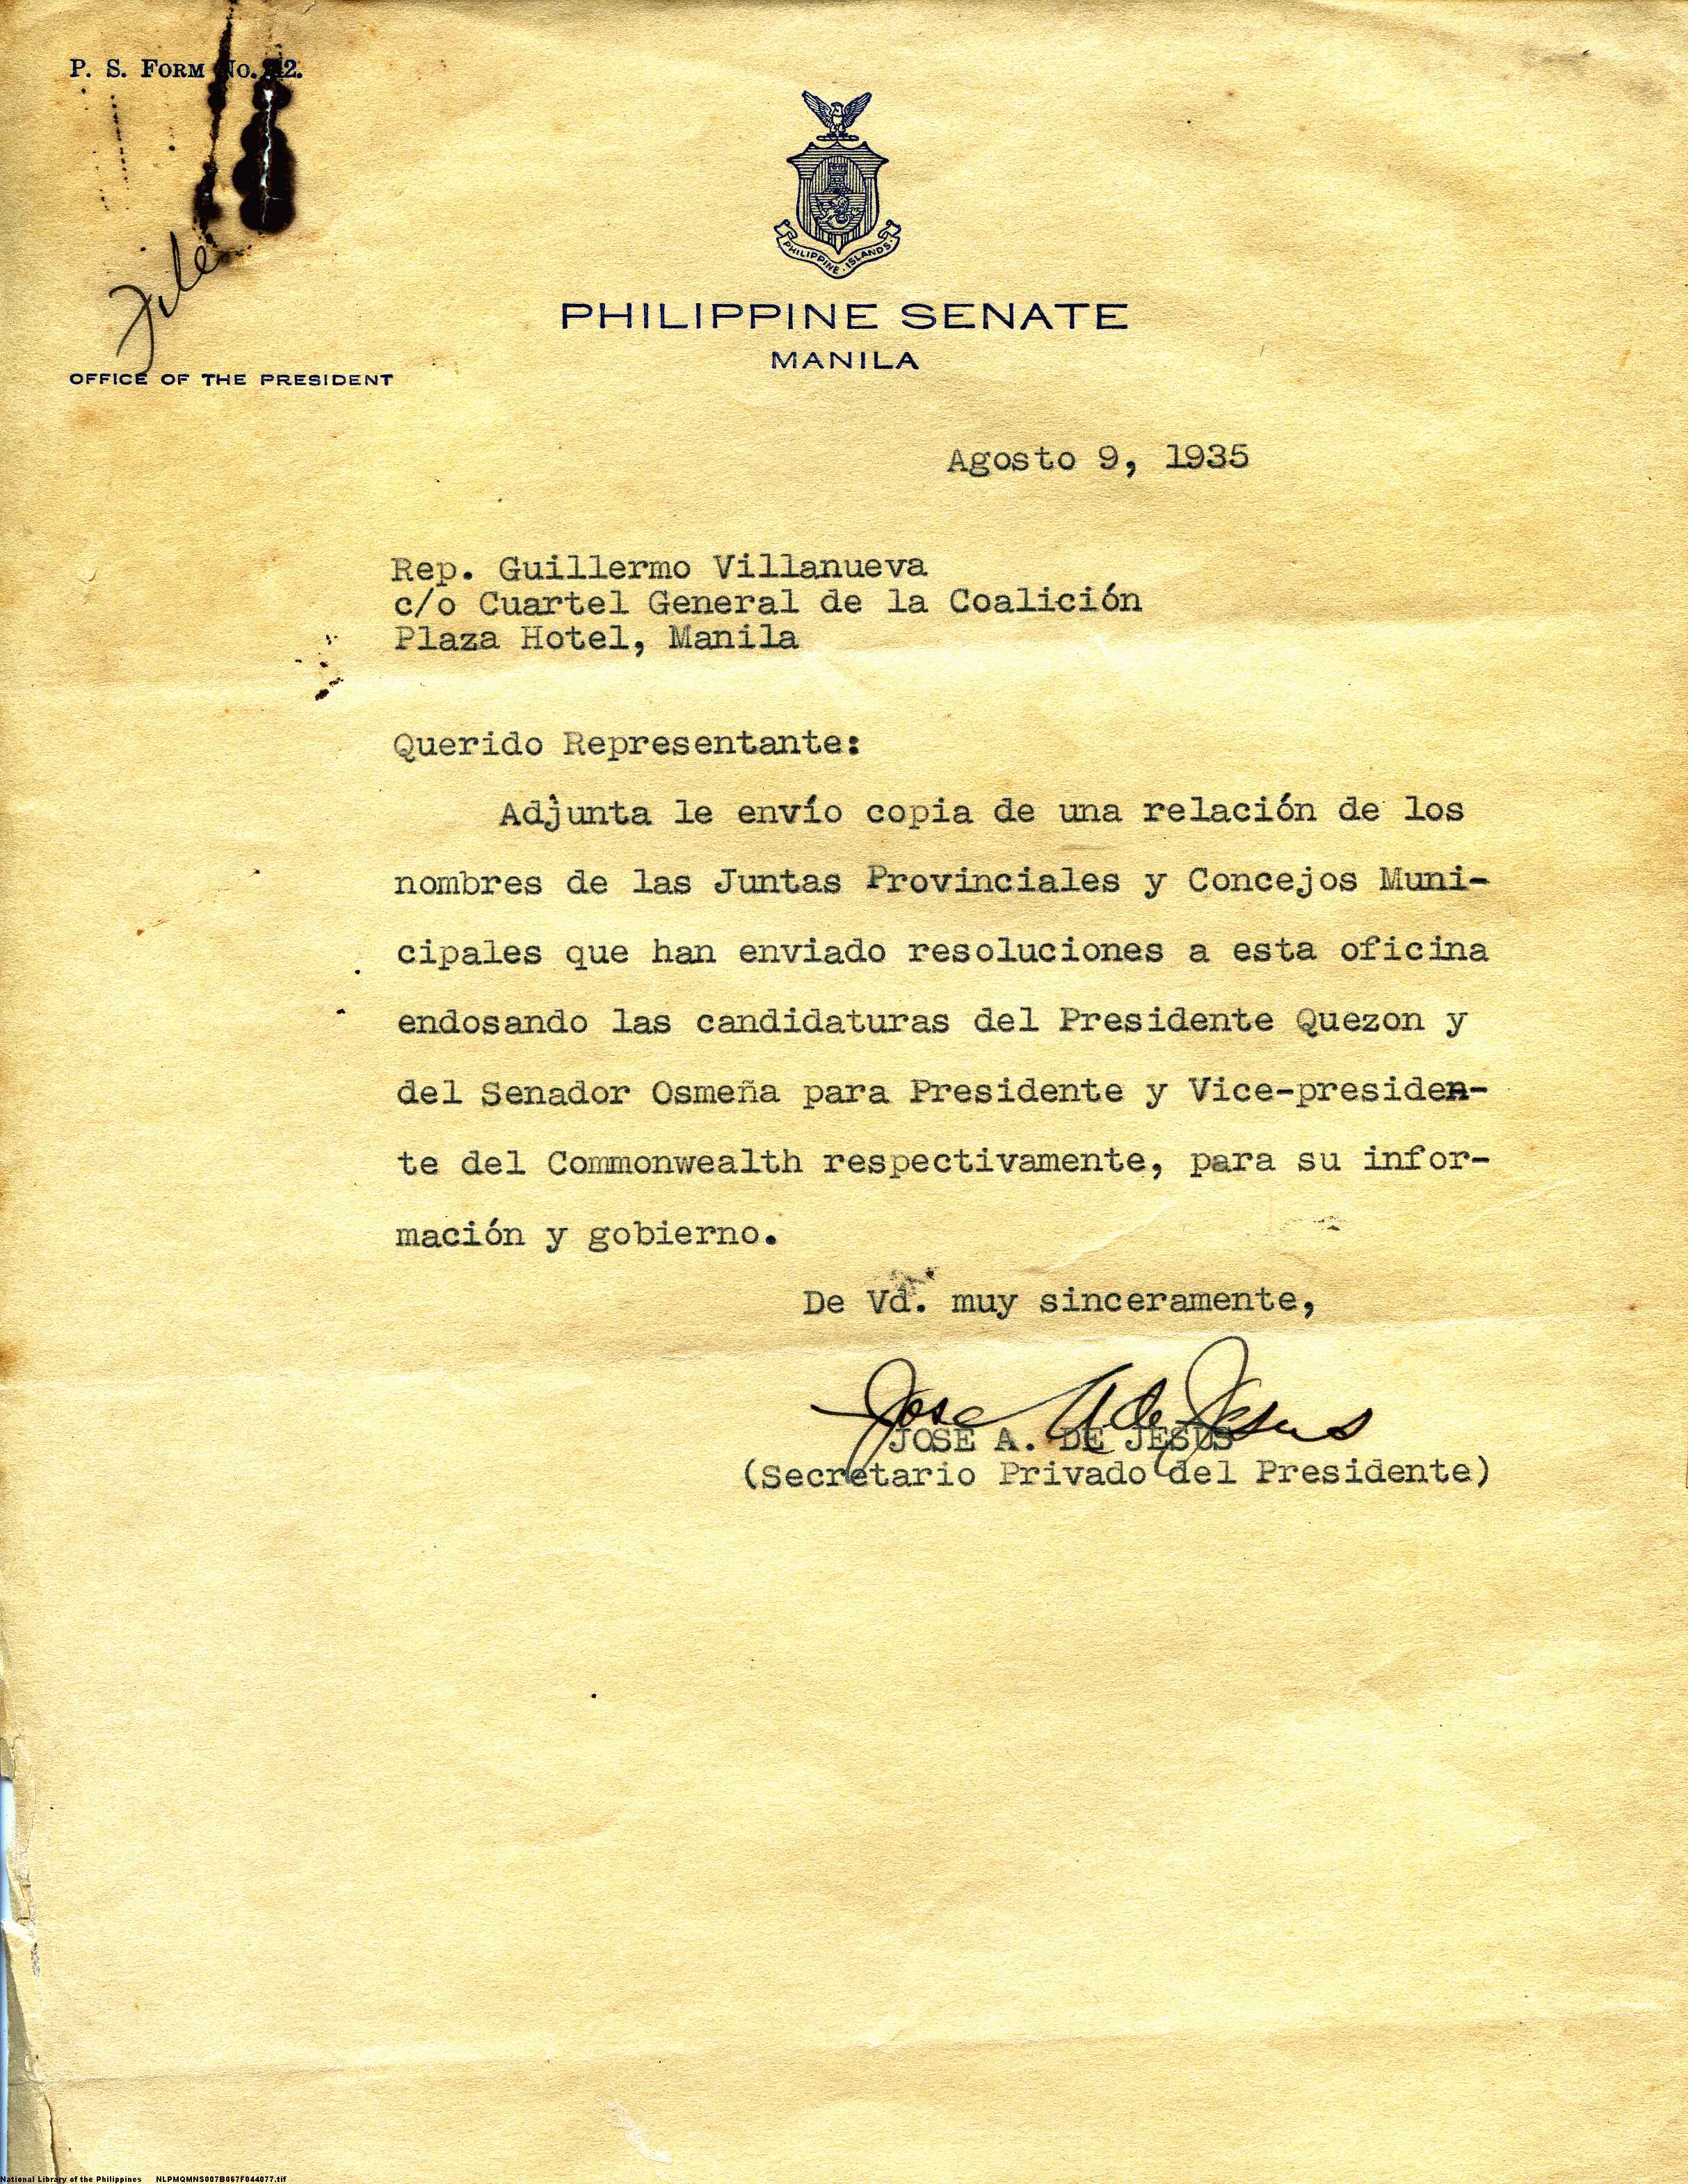 P. S. FORM No. 2.
File
PHILIPPINE ISLANDS
PHILIPPINE SENATE
MANILA
OFFICE OF THE PRESIDENT
Agosto 9, 1935
Rep. Guillermo Villanueva
c/o Cuartel General de la Coalición
Plaza Hotel, Manila
Querido Representante:
Adjunta le envío copia de una relación de los
nombres de las Juntas Provinciales y Concejos Muni-
cipales que han enviado resoluciones a esta oficina
endosando las candidaturas del Presidente Quezon y
del Senador Osmeña para Presidente y Vice-presiden-
te del Commonwealth respectivamente, para su infor-
mación y gobierno.
De Vd. muy sinceramente,
Jose A de Jesus
JOSE A. DE JESUS
(Secretario Privado del Presidente)
National Library of the Philippines NLPMQMNS007B067F044077.tif